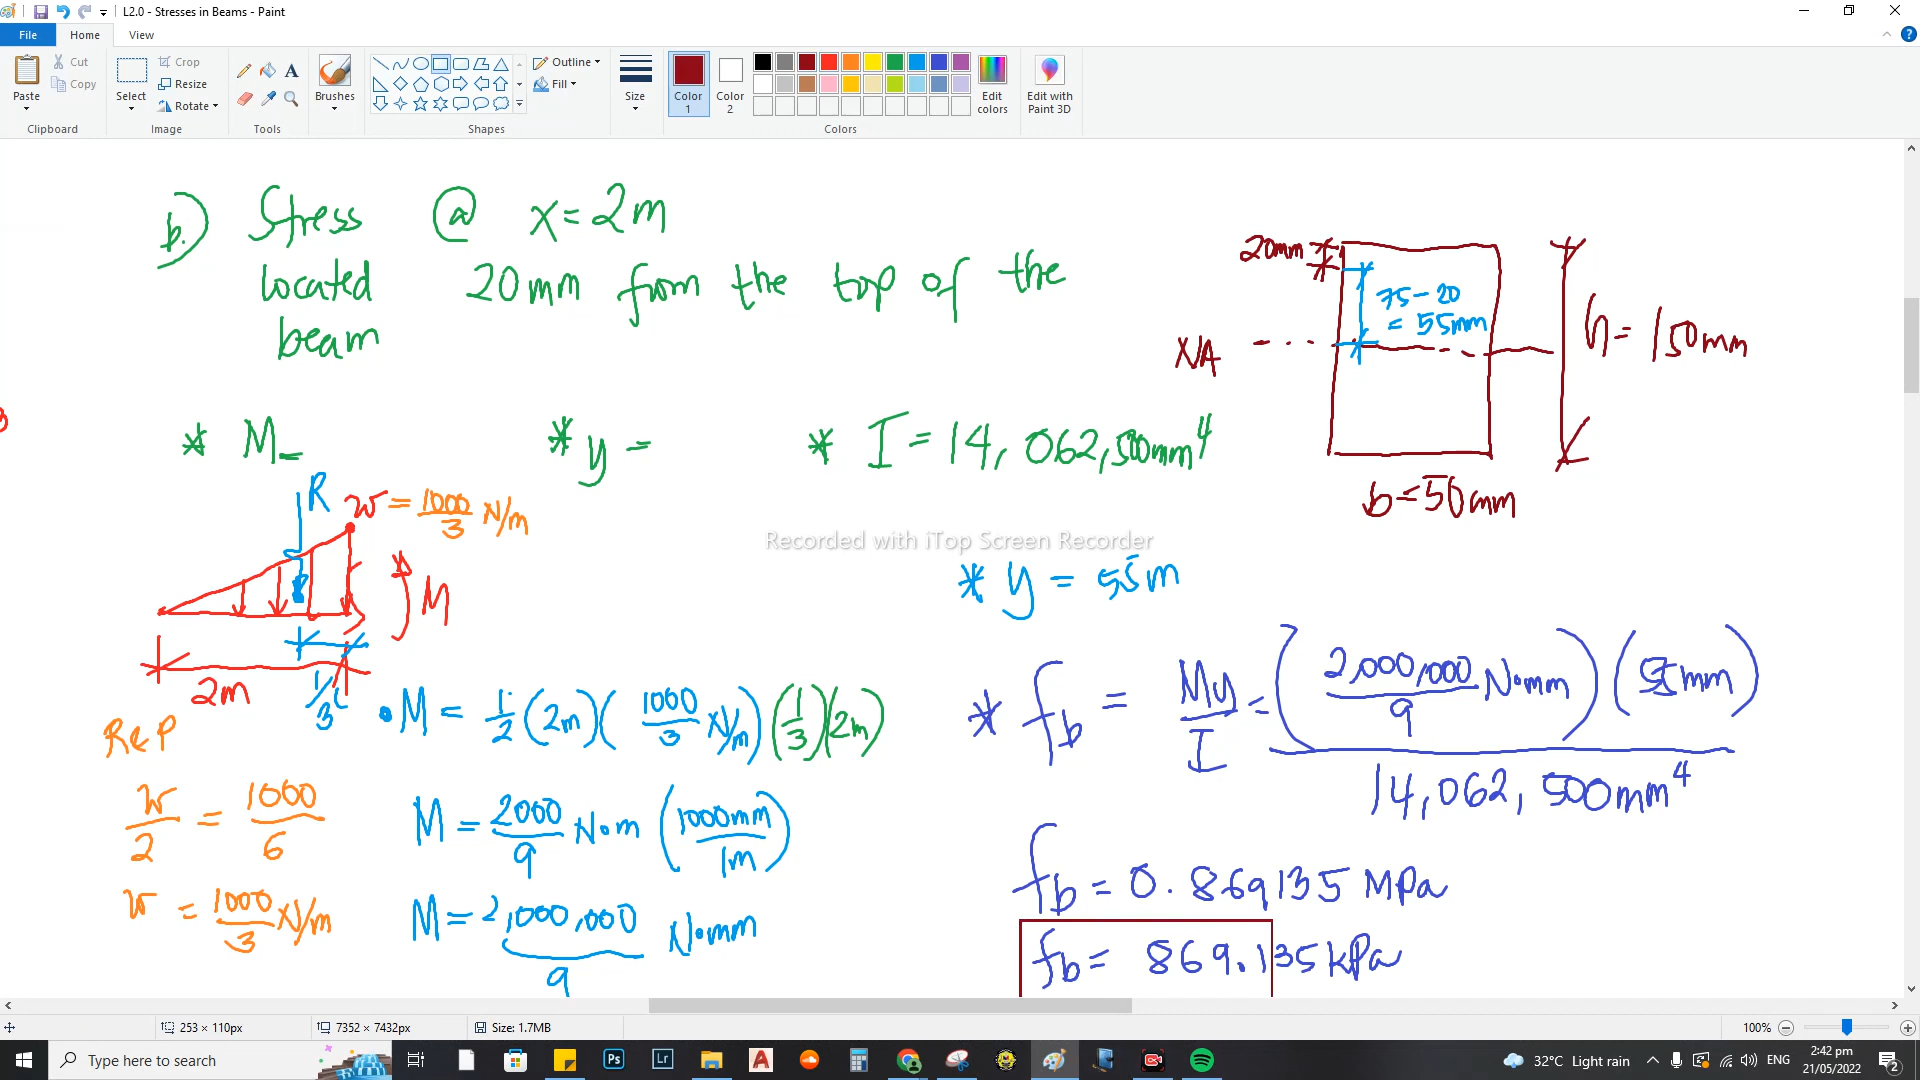 L2.0 - Stresses in Beams - Paint
File Home View
Paste
Cut
Copy
Clipboard
Select
Crop
Resize
Rotate
Image
Tools
Brushes
Shapes
Outline
Fill
Size
Color 1
Color 2
Colors
Edit colors
Edit with Paint 3D
b.) Stress @ x=2m
located 20mm from the top of the
beam
20mm
75-20
= 55mm
NA
h= 150mm
b=50mm
* M=
* y =
* I = 14,062,500mm⁴
R
w = 1000/3 N/m
M
2m
1/3 L
RGP
w/2 = 1000/6
w = 1000/3 N/m
• M = 1/2 (2m)(1000/3 N/m)(1/3)(2m)
M = 2000/9 N•m (1000mm/1m)
M= 2,000,000/9 N•mm
* y = 55m
* fb = My/I = (2,000,000/9 N•mm)(55mm)/14,062,500mm⁴
fb = 0.869135 MPa
fb = 869.135 kPa
Recorded with iTop Screen Recorder
253 × 110px
7352 × 7432px
Size: 1.7MB
100%
Type here to search
Ps
Lr
32°C Light rain
ENG
2:42 pm
21/05/2022
2